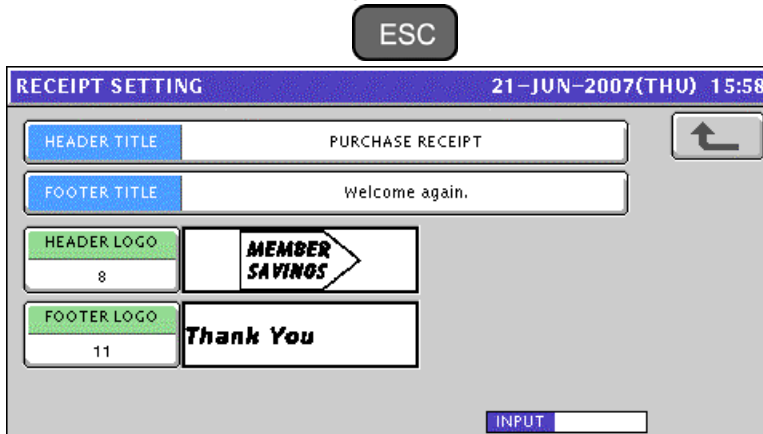 ESC
RECEIPT SETTING 21-JUN-2007(THU) 15:58
HEADER TITLE PURCHASE RECEIPT
FOOTER TITLE Welcome again.
HEADER LOGO
8
MEMBER
SAVINGS
FOOTER LOGO
11
Thank You
INPUT